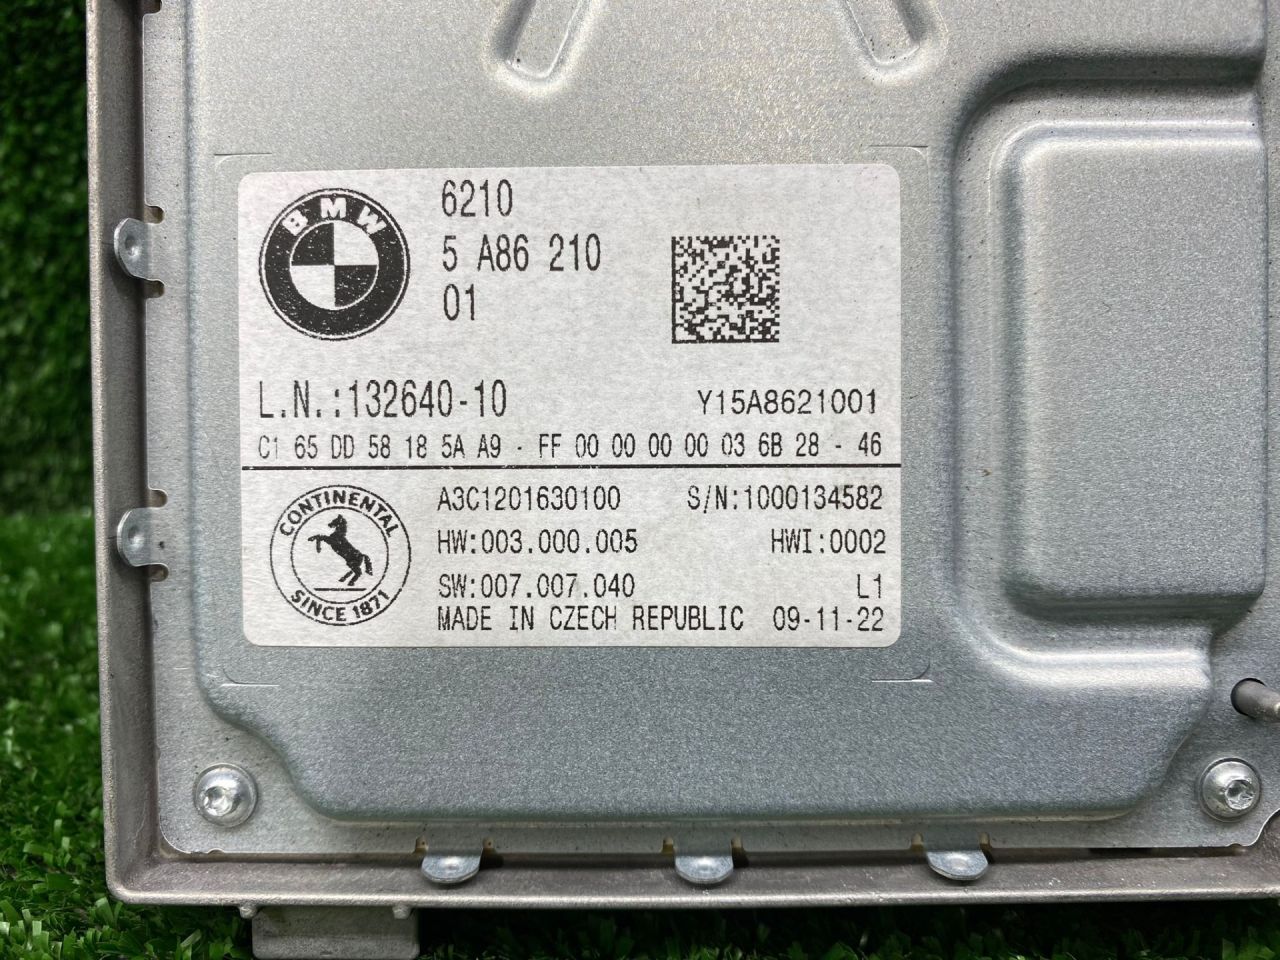 BMW
6210
5 A86 210
01
L.N.:132640-10
Y15A8621001
C1 65 DD 58 18 5A A9 - FF 00 00 00 00 03 6B 28 - 46
CONTINENTAL
SINCE 1871
A3C1201630100
S/N:1000134582
HW:003.000.005
HWI:0002
SW:007.007.040
L1
MADE IN CZECH REPUBLIC
09-11-22